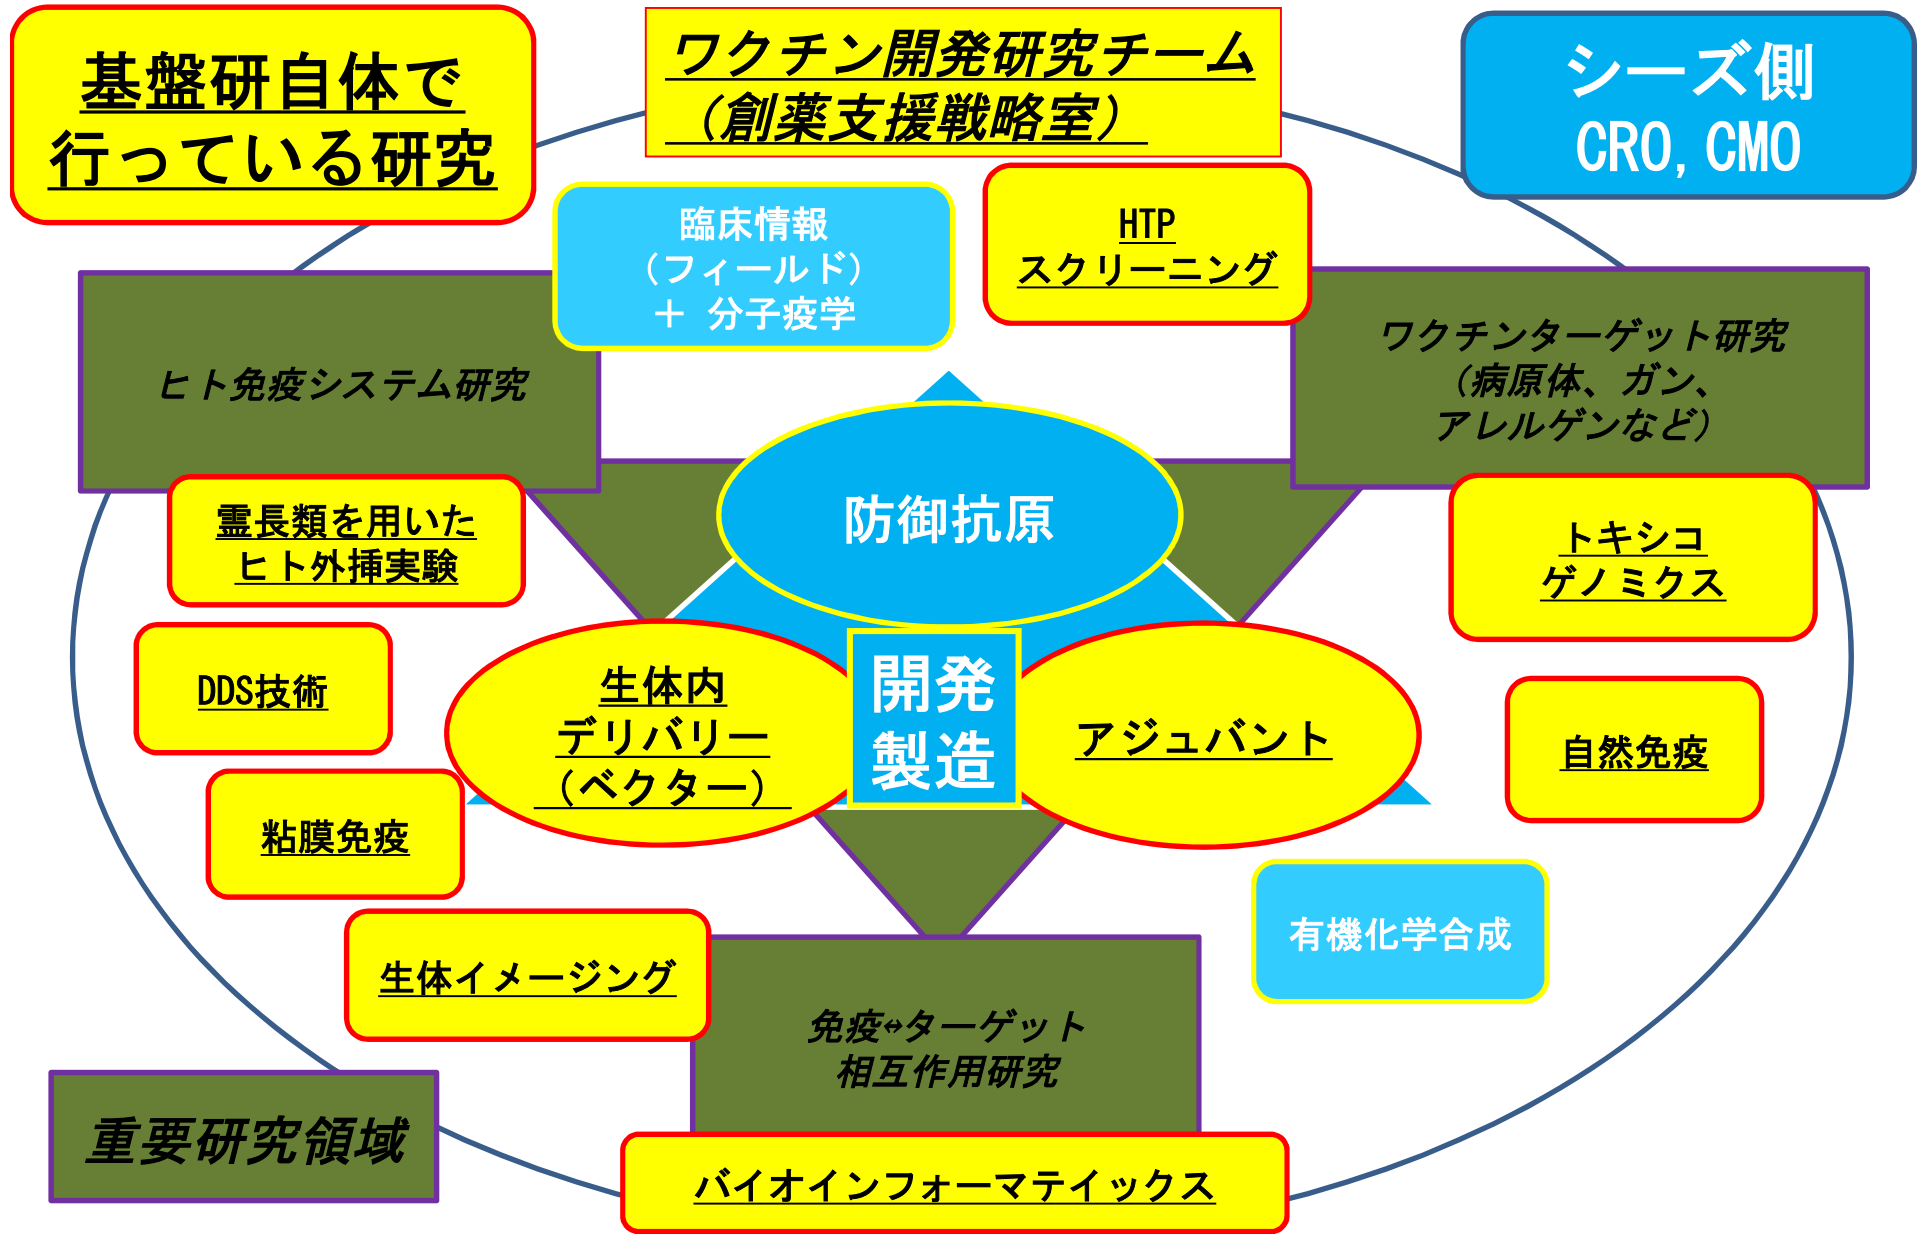 基盤研自体で
行っている研究
ワクチン開発研究チーム
（創薬支援戦略室）
シーズ側
CRO,CMO
臨床情報
（フィールド）
＋ 分子疫学
HTP
スクリーニング
ヒト免疫システム研究
ワクチンターゲット研究
（病原体、ガン、
アレルゲンなど）
防御抗原
霊長類を用いた
ヒト外挿実験
トキシコ
ゲノミクス
DDS技術
生体内
デリバリー
（ベクター）
開発
製造
アジュバント
自然免疫
粘膜免疫
有機化学合成
生体イメージング
免疫⇔ターゲット
相互作用研究
重要研究領域
バイオインフォーマテイックス